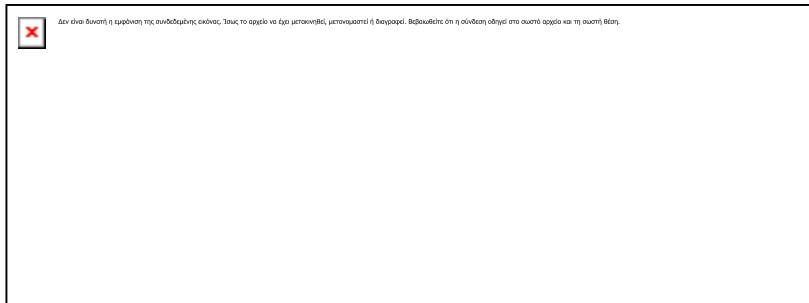 Δεν είναι δυνατή η εμφάνιση της συνδεδεμένης εικόνας. Ίσως το αρχείο να έχει μετακινηθεί, μετονομαστεί ή διαγραφεί. Βεβαιωθείτε ότι η σύνδεση οδηγεί στο σωστό αρχείο και τη σωστή θέση.